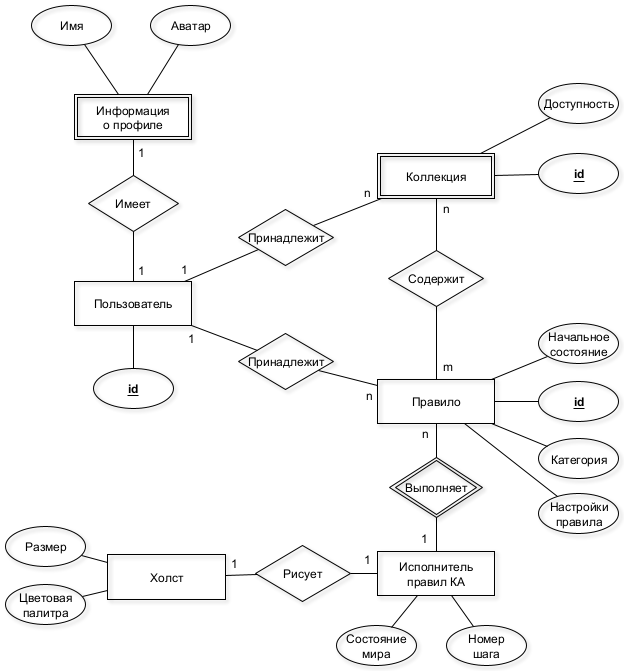 Имя
Аватар
Информация
о профиле
1
Имеет
1
Пользователь
id
1
Принадлежит
n
1
Принадлежит
n
Доступность
Коллекция
id
n
Содержит
m
Начальное
состояние
Правило
id
Категория
Настройки
правила
n
Выполняет
1
Исполнитель
правил КА
1
Рисует
1
Холст
Размер
Цветовая
палитра
Состояние
мира
Номер
шага